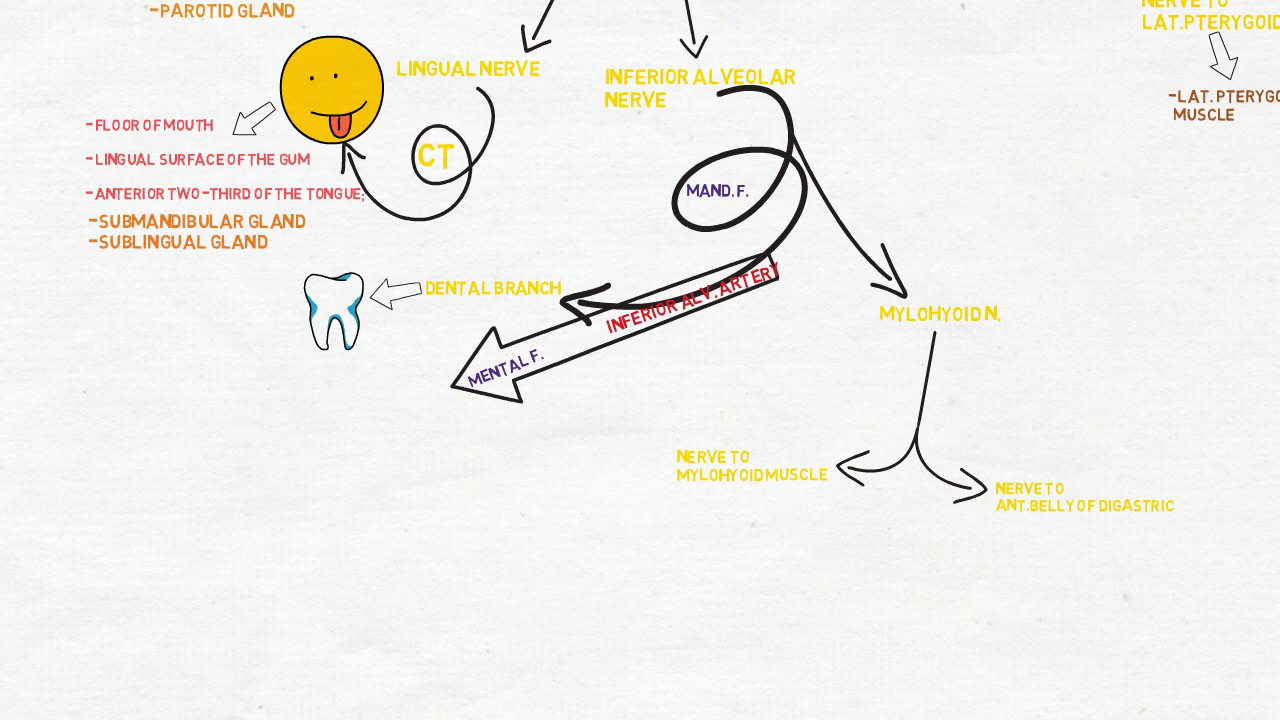 -PAROTID GLAND
NERVE TO
LAT.PTERYGOID
LINGUAL NERVE
INFERIOR ALVEOLAR
NERVE
-LAT. PTERYGO
MUSCLE
-FLOOR OF MOUTH
CT
-LINGUAL SURFACE OF THE GUM
-ANTERIOR TWO-THIRD OF THE TONGUE;
MAND. F.
-SUBMANDIBULAR GLAND
-SUBLINGUAL GLAND
DENTAL BRANCH
INFERIOR ALV. ARTERY
MYLOHYOID N.
MENTAL F.
NERVE TO
MYLOHYOID MUSCLE
NERVE TO
ANT.BELLY OF DIGASTRIC